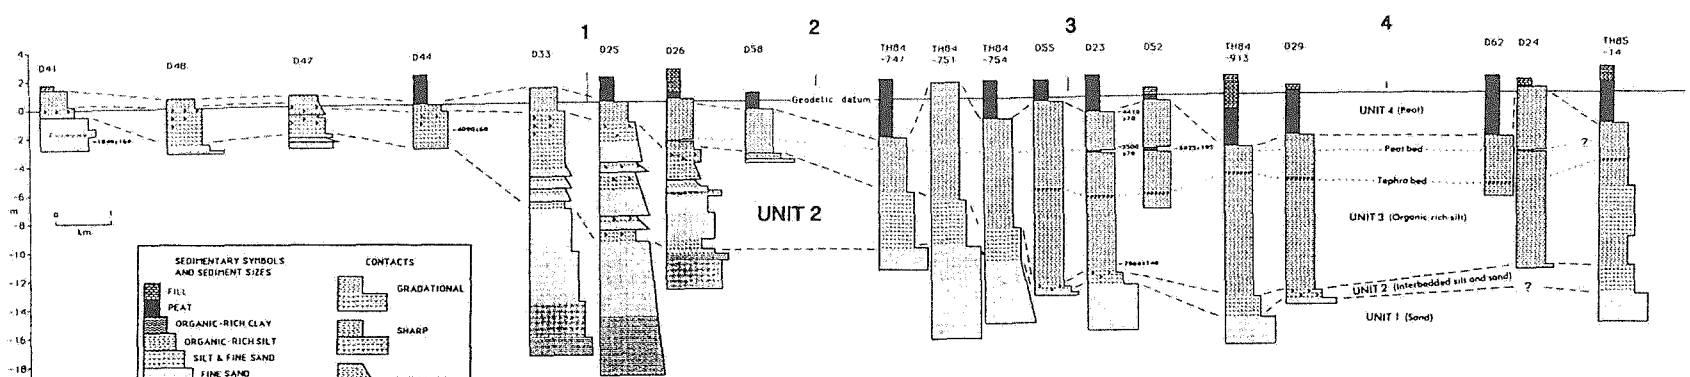 1 2 3 4
D41 D48 D47 D44 D33 D25 D26 D58 TH84 -747 TH84 -751 TH84 -754 D55 D23 D52 TH84 -913 D29 D62 D24 TH85 -14
4
2
0
-2
-4
-6
m
-8
-10
-12
-14
-16
-18
0
km.
Geodetic datum
UNIT 4 (Peat)
Peat bed
?
Tephra bed
UNIT 2
UNIT 3 (Organic-rich silt)
UNIT 2 (Interbedded silt and sand)
?
UNIT 1 (Sand)
SEDIMENTARY SYMBOLS
AND SEDIMENT SIZES
FILL
PEAT
ORGANIC-RICH CLAY
ORGANIC-RICH SILT
SILT & FINE SAND
FINE SAND
CONTACTS
GRADATIONAL
SHARP